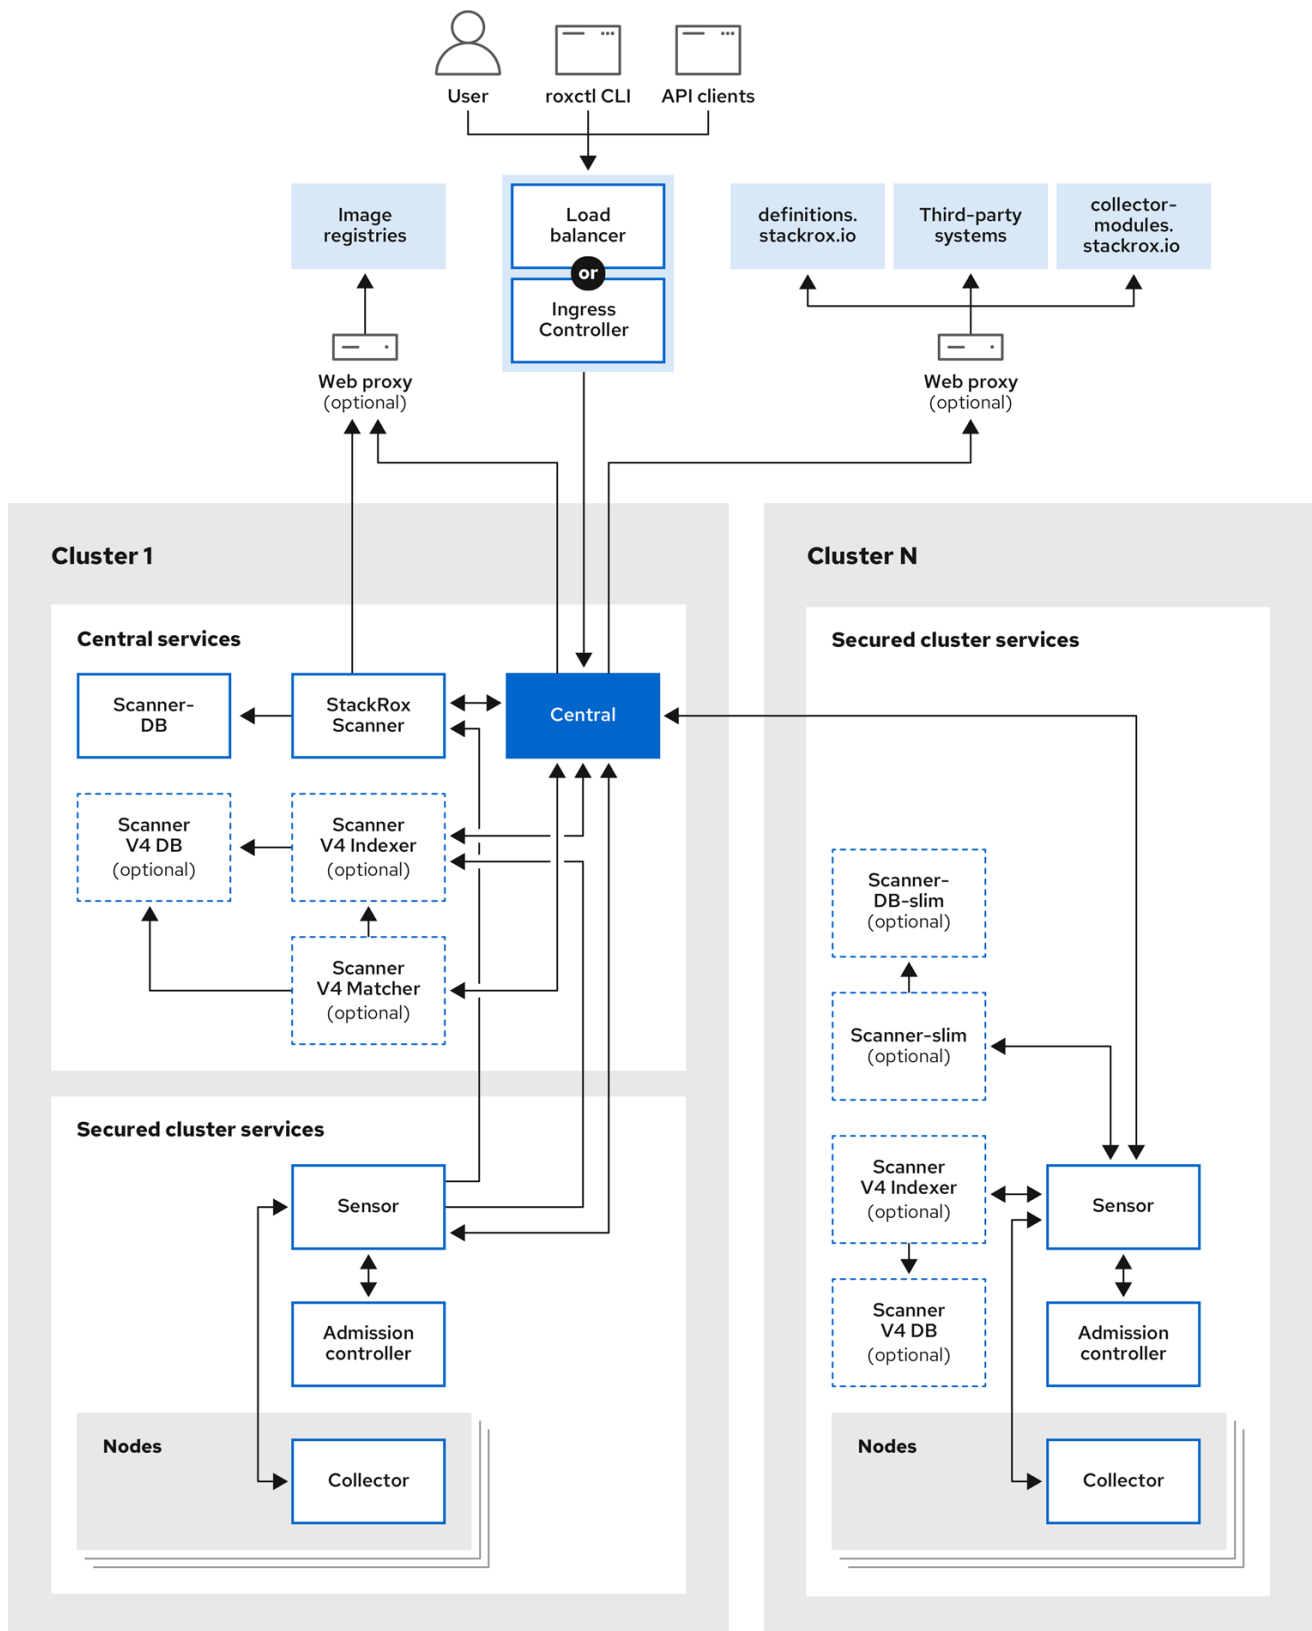 User
roxctl CLI
API clients
Image
registries
Load
balancer
or
Ingress
Controller
definitions.
stackrox.io
Third-party
systems
collector-
modules.
stackrox.io
Web proxy
(optional)
Web proxy
(optional)
Cluster 1
Central services
Scanner-
DB
StackRox
Scanner
Central
Scanner
V4 DB
(optional)
Scanner
V4 Indexer
(optional)
Scanner
V4 Matcher
(optional)
Secured cluster services
Sensor
Admission
controller
Nodes
Collector
Cluster N
Secured cluster services
Scanner-
DB-slim
(optional)
Scanner-slim
(optional)
Scanner
V4 Indexer
(optional)
Sensor
Scanner
V4 DB
(optional)
Admission
controller
Nodes
Collector